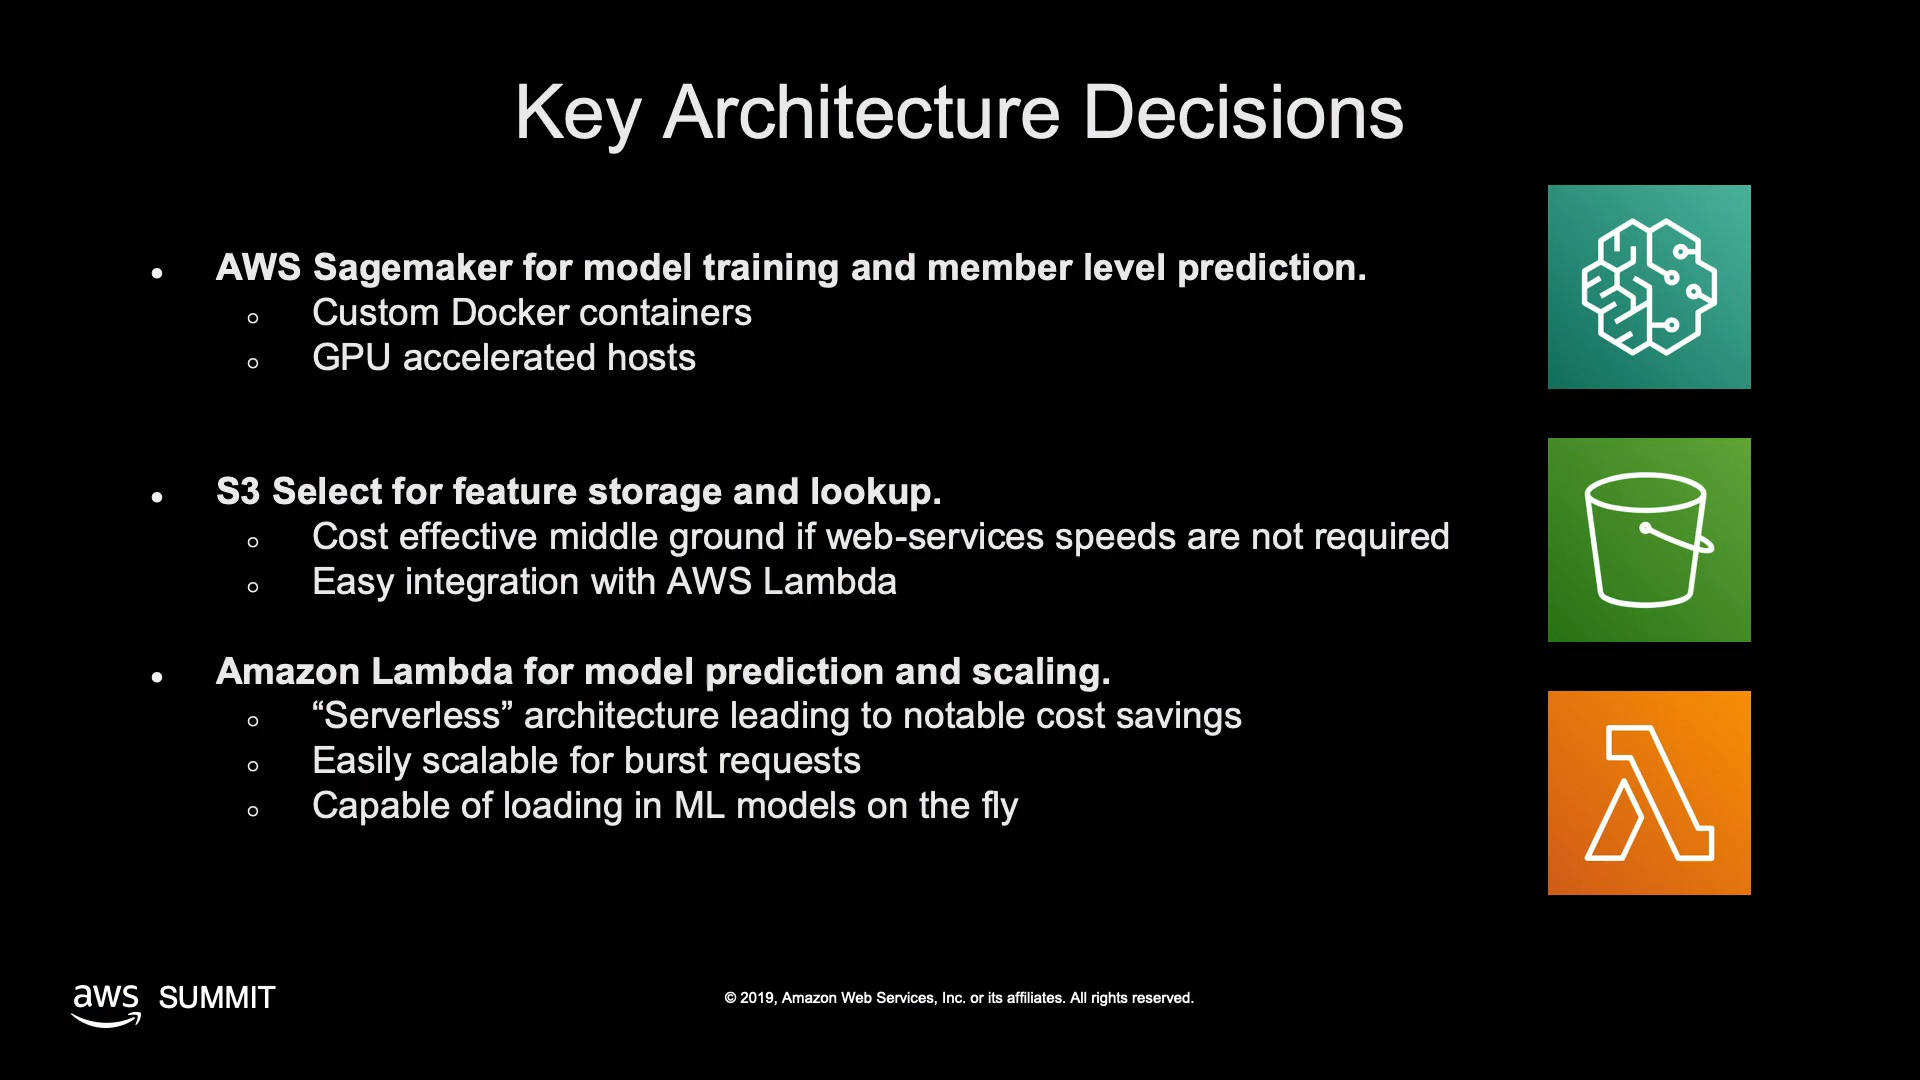 Key Architecture Decisions
• AWS Sagemaker for model training and member level prediction.
○ Custom Docker containers
○ GPU accelerated hosts
• S3 Select for feature storage and lookup.
○ Cost effective middle ground if web-services speeds are not required
○ Easy integration with AWS Lambda
• Amazon Lambda for model prediction and scaling.
○ “Serverless” architecture leading to notable cost savings
○ Easily scalable for burst requests
○ Capable of loading in ML models on the fly
aws SUMMIT
© 2019, Amazon Web Services, Inc. or its affiliates. All rights reserved.